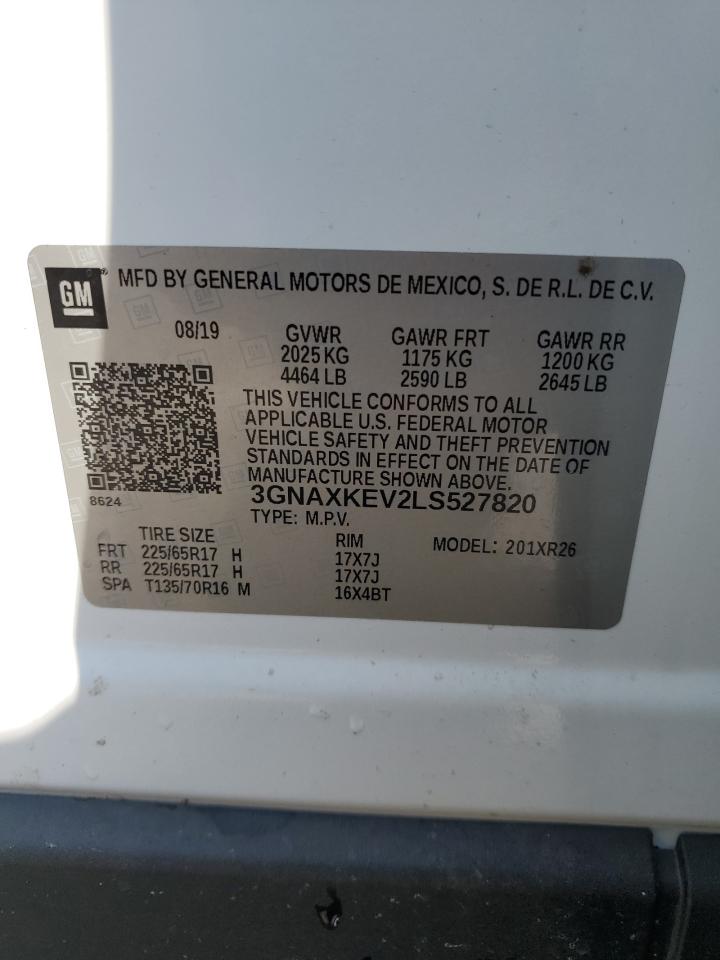 GM ® MFD BY GENERAL MOTORS DE MEXICO, S. DE R.L. DE C.V.
08/19 GVWR GAWR FRT GAWR RR
2025 KG 1175 KG 1200 KG
4464 LB 2590 LB 2645 LB
THIS VEHICLE CONFORMS TO ALL
APPLICABLE U.S. FEDERAL MOTOR
VEHICLE SAFETY AND THEFT PREVENTION
STANDARDS IN EFFECT ON THE DATE OF
MANUFACTURE SHOWN ABOVE.
8624 3GNAXKEV2LS527820
TYPE: M.P.V.
TIRE SIZE RIM MODEL: 201XR26
FRT 225/65R17 H 17X7J
RR 225/65R17 H 17X7J
SPA T135/70R16 M 16X4BT